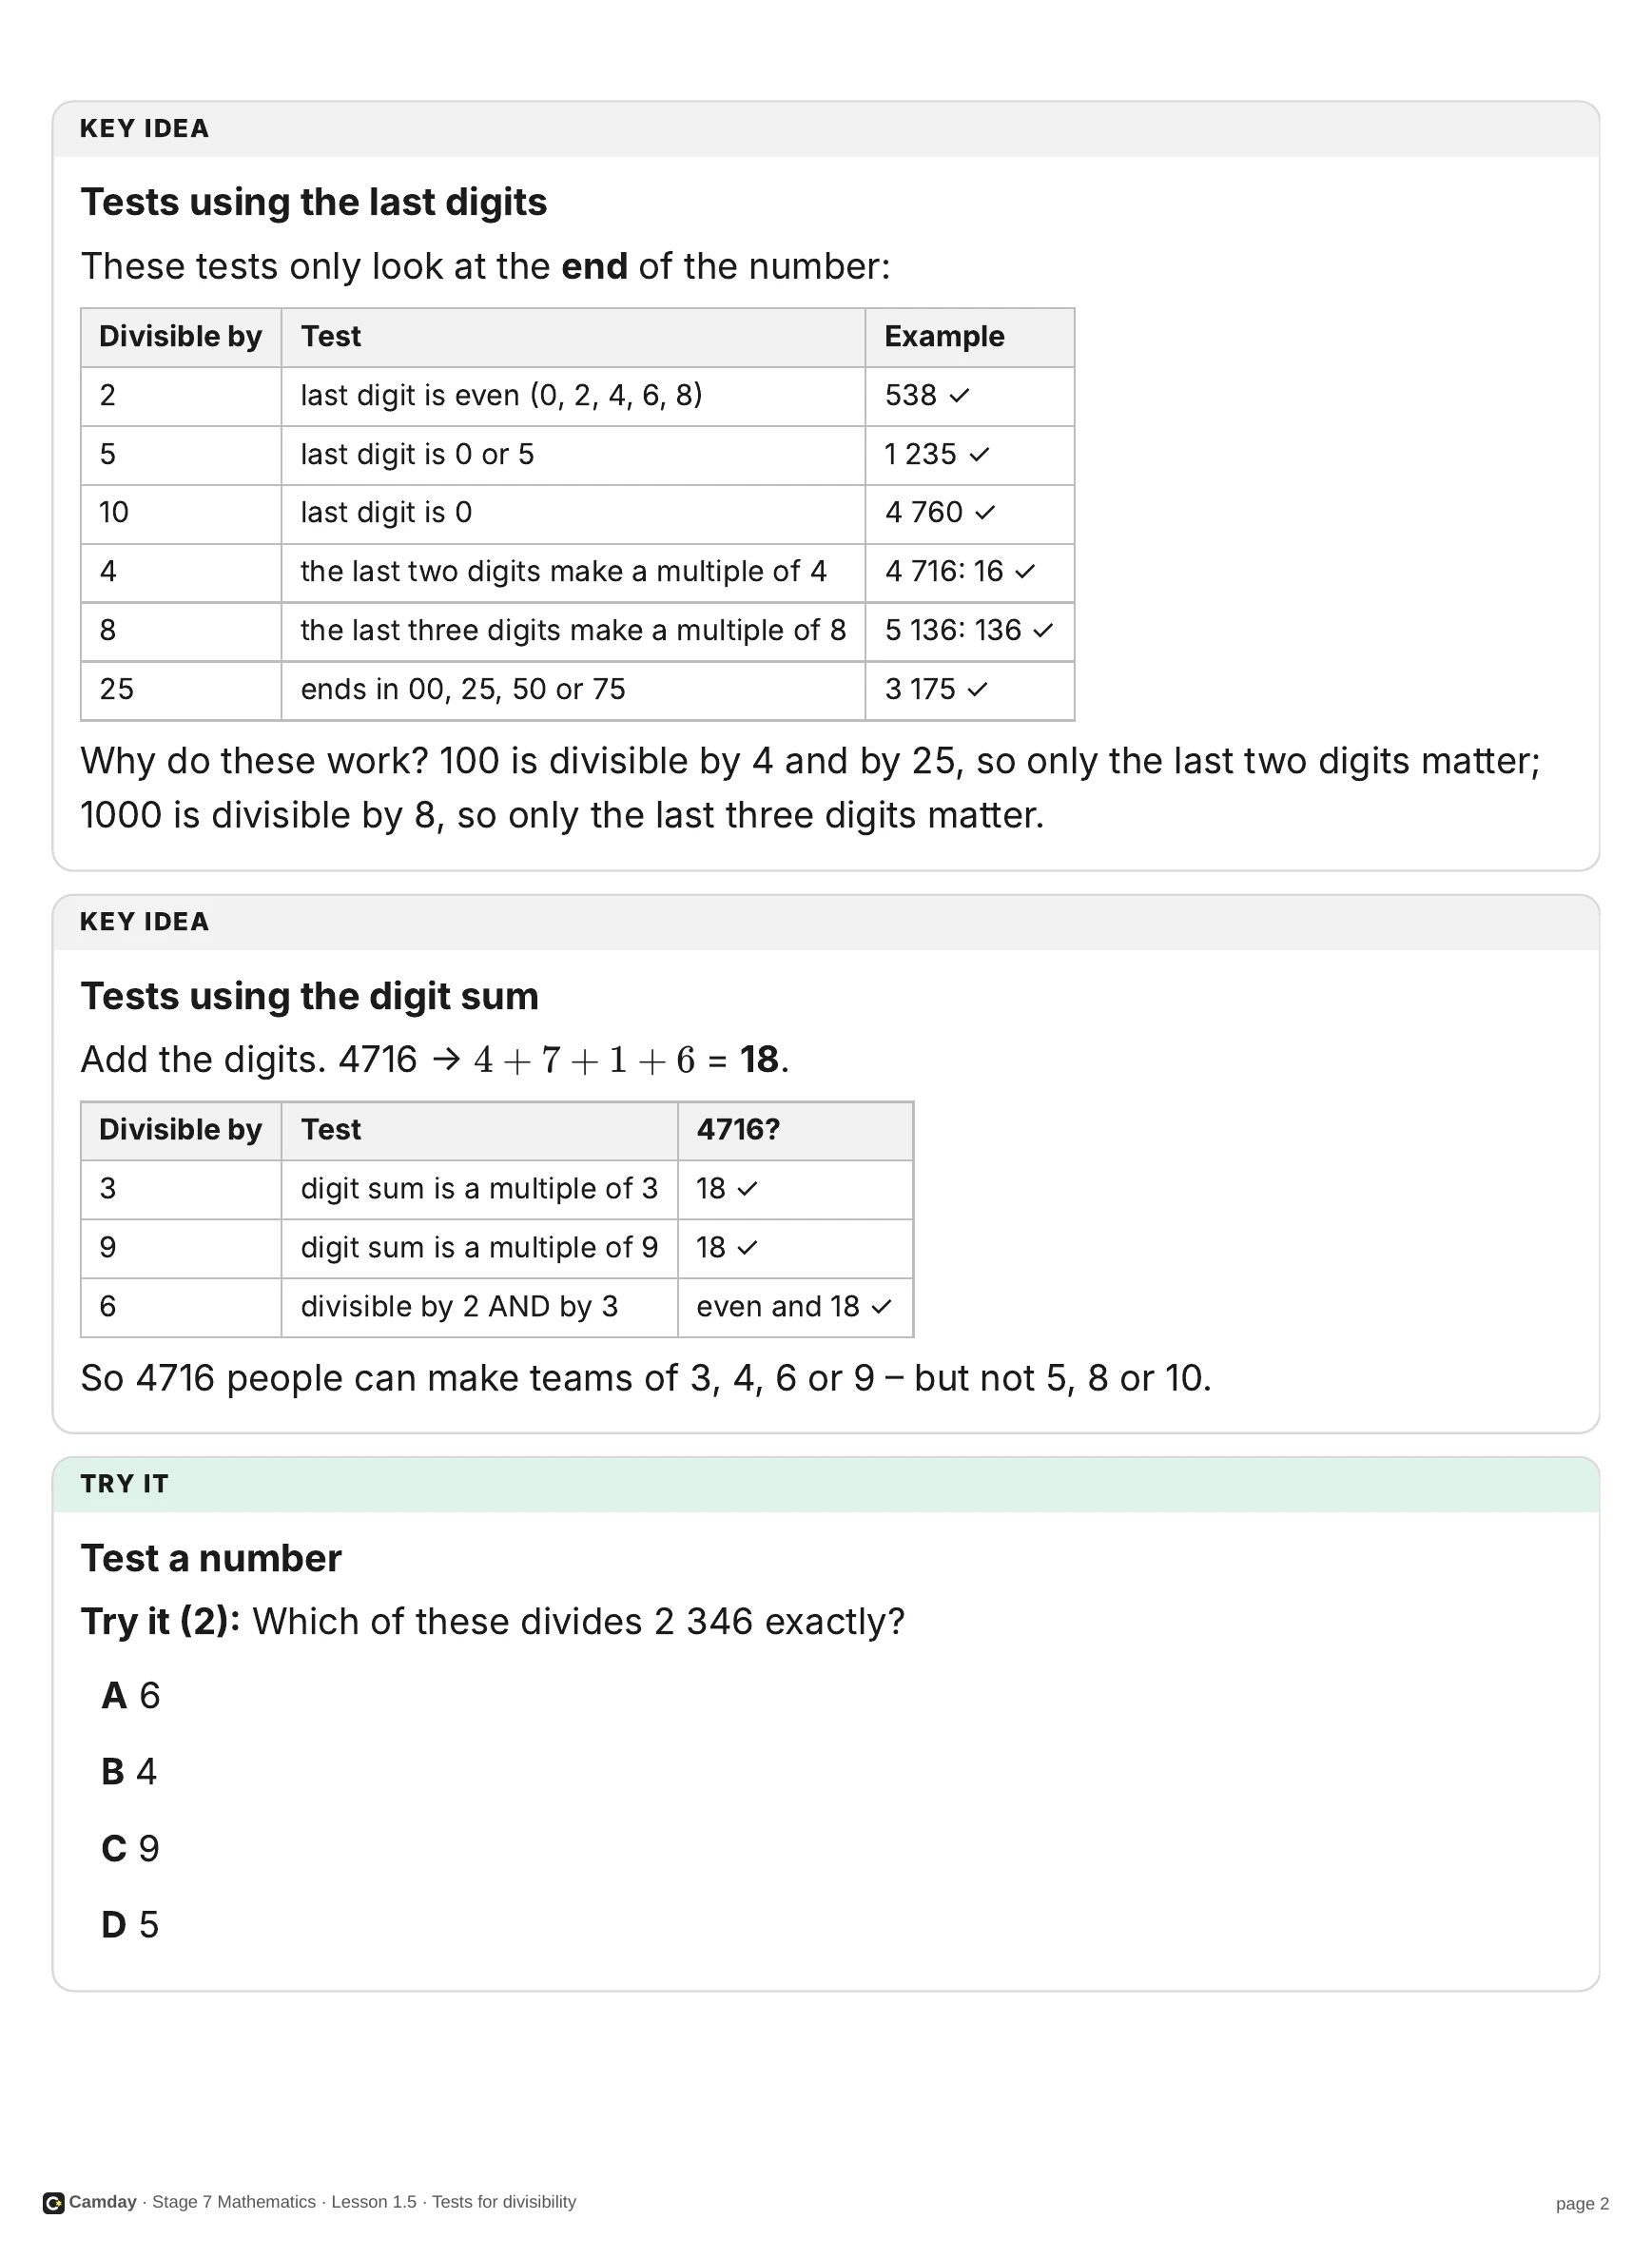 KEY IDEA
Tests using the last digits
These tests only look at the end of the number:
Divisible by Test Example
2 last digit is even (0, 2, 4, 6, 8) 538 ✓
5 last digit is 0 or 5 1 235 ✓
10 last digit is 0 4 760 ✓
4 the last two digits make a multiple of 4 4 716: 16 ✓
8 the last three digits make a multiple of 8 5 136: 136 ✓
25 ends in 00, 25, 50 or 75 3 175 ✓
Why do these work? 100 is divisible by 4 and by 25, so only the last two digits matter;
1000 is divisible by 8, so only the last three digits matter.
KEY IDEA
Tests using the digit sum
Add the digits. 4716 → 4 + 7 + 1 + 6 = 18.
Divisible by Test 4716?
3 digit sum is a multiple of 3 18 ✓
9 digit sum is a multiple of 9 18 ✓
6 divisible by 2 AND by 3 even and 18 ✓
So 4716 people can make teams of 3, 4, 6 or 9 – but not 5, 8 or 10.
TRY IT
Test a number
Try it (2): Which of these divides 2 346 exactly?
A 6
B 4
C 9
D 5
Camday · Stage 7 Mathematics · Lesson 1.5 · Tests for divisibility page 2